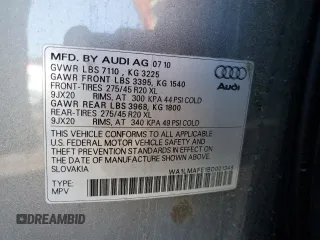 MFD. BY AUDI AG 07 10
GVWR LBS 7110, KG 3225
GAWR FRONT LBS 3395, KG 1540
FRONT-TIRES 275/45 R20 XL
9JX20 RIMS, AT 300 KPA 44 PSI COLD
GAWR REAR LBS 3968, KG 1800
REAR-TIRES 275/45 R20 XL
9JX20 RIMS, AT 340 KPA 49 PSI COLD
THIS VEHICLE CONFORMS TO ALL APPLICABLE
U.S. FEDERAL MOTOR VEHICLE SAFETY BUMPER
AND THEFT PREVENTION STANDARDS IN EFFECT
ON THE DATE OF MANUFACTURE SHOWN ABOVE
SLOVAKIA
TYPE:
MPV
Audi
DREAMBID